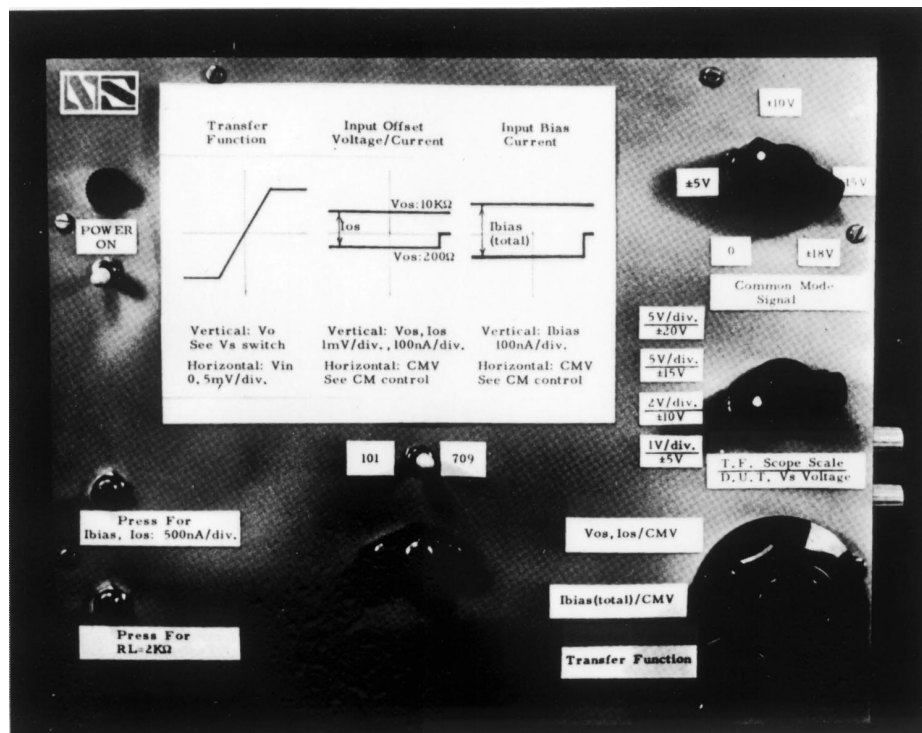 NS
Transfer
Function
Input Offset
Voltage/Current
Input Bias
Current
Vos:10KΩ
Ios
Vos:200Ω
Ibias
(total)
Vertical: Vo
See Vs switch
Horizontal: Vin
0,5mV/div.
Vertical: Vos, Ios
1mV/div.,100nA/div.
Horizontal: CMV
See CM control
Vertical: Ibias
100nA/div.
Horizontal: CMV
See CM control
POWER
ON
±10V
±5V
15V
0
±18V
Common Mode
Signal
5V/div.
±20V
5V/div.
±15V
2V/div.
±10V
1V/div.
±5V
T.F. Scope Scale
D.U.T. Vs Voltage
101
709
Press For
Ibias, Ios: 500nA/div.
Press For
RL=2KΩ
Vos, Ios/CMV
Ibias(total)/CMV
Transfer Function